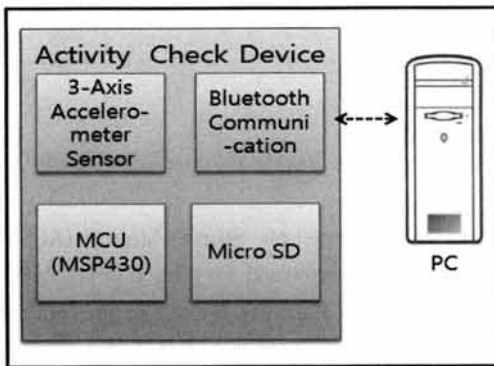 Activity Check Device
3-Axis
Accelero-
meter
Sensor
Bluetooth
Communi
-cation
MCU
(MSP430)
Micro SD
PC